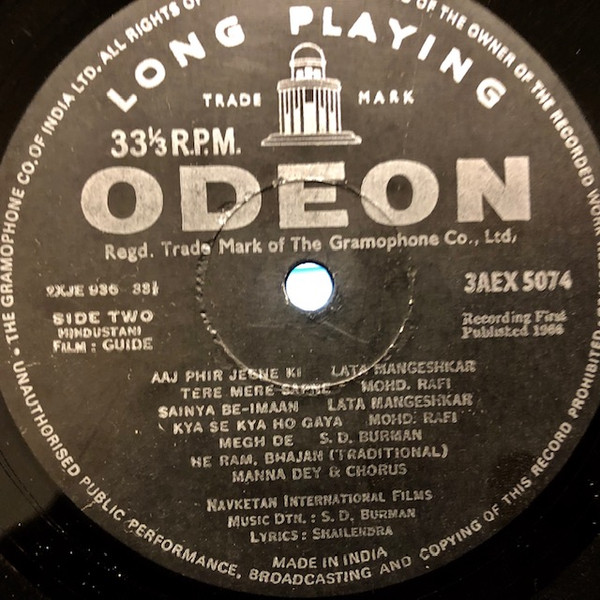 • THE GRAMOPHONE CO. OF INDIA LTD. ALL RIGHTS OF
OF THE OWNER OF THE RECORDED WORK
UNAUTHORISED PUBLIC PERFORMANCE, BROADCASTING AND COPYING OF THIS RECORD PROHIBITED
LONG PLAYING
TRADE MARK
33⅓ R.P.M.
ODEON
Regd. Trade Mark of The Gramophone Co., Ltd,
2XJE 936 33⅓
3AEX 5074
SIDE TWO
HINDUSTANI
FILM : GUIDE
Recording First
Published 1966
AAJ PHIR JEENE KI LATA MANGESHKAR
TERE MERE SAPNE MOHD. RAFI
SAINYA BE-IMAAN LATA MANGESHKAR
KYA SE KYA HO GAYA MOHD. RAFI
MEGH DE S. D. BURMAN
HE RAM, BHAJAN (TRADITIONAL)
MANNA DEY & CHORUS
NAVKETAN INTERNATIONAL FILMS
MUSIC DTN. : S. D. BURMAN
LYRICS : SHAILENDRA
MADE IN INDIA